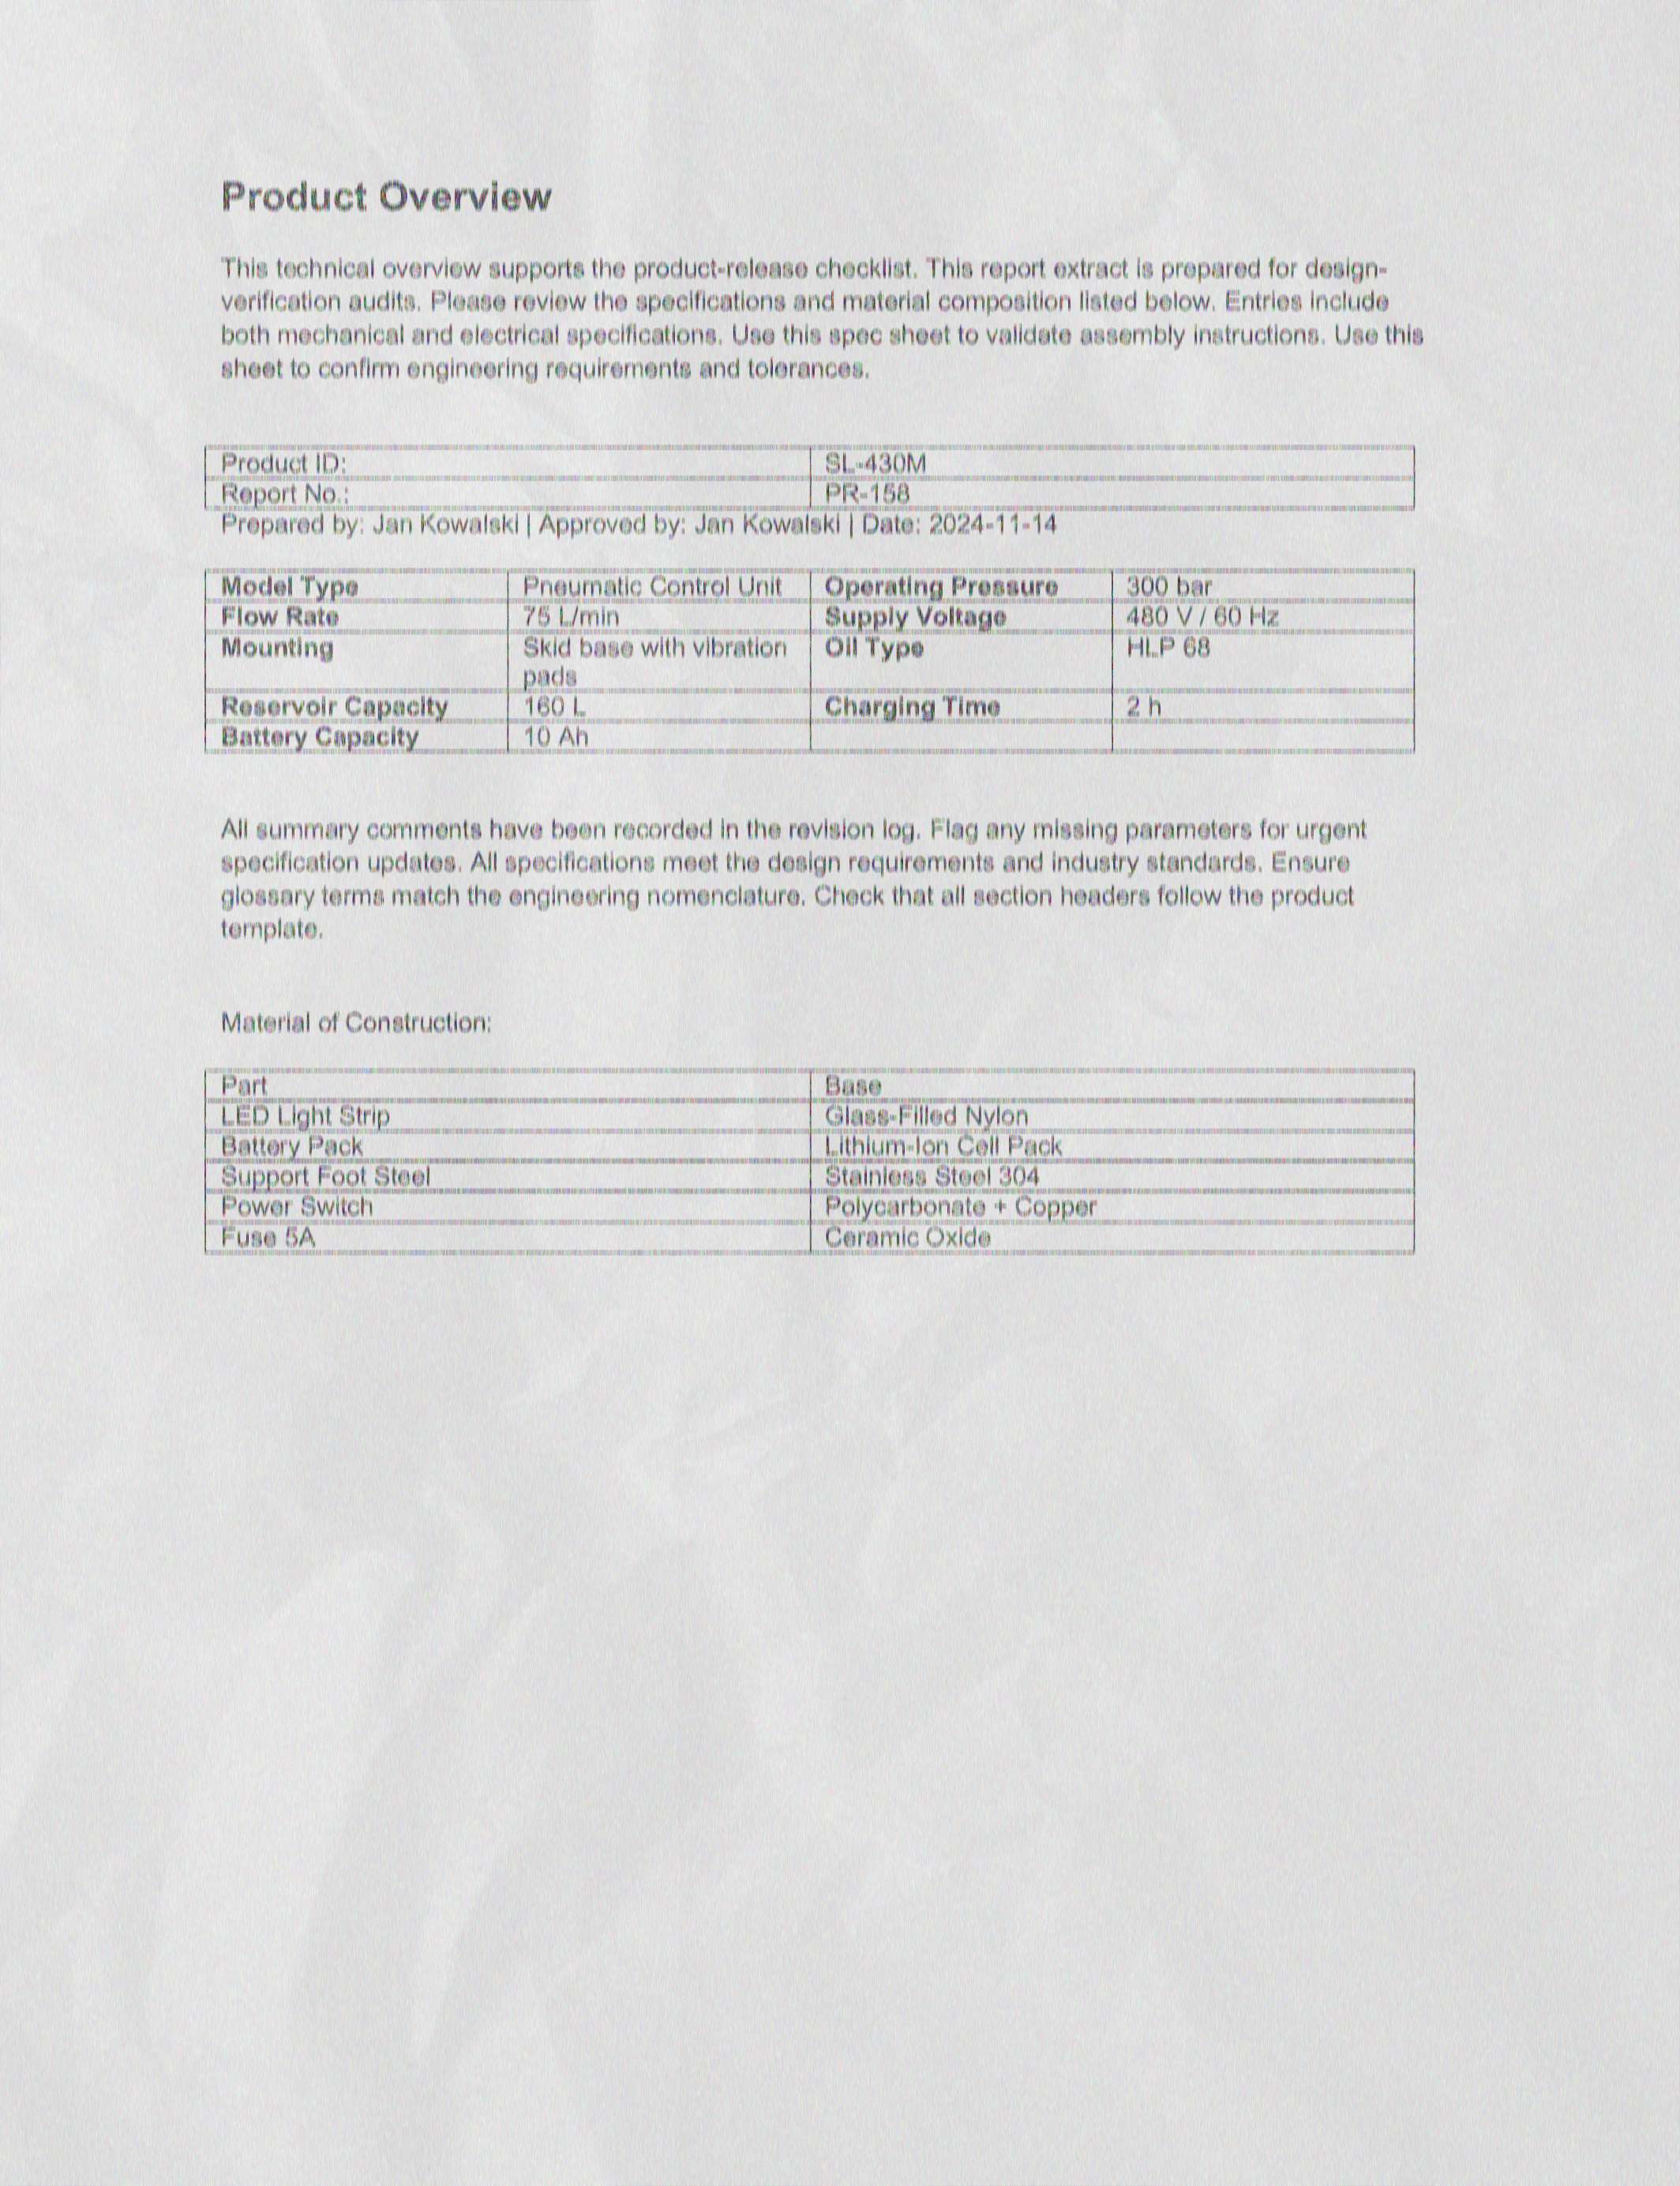 Product Overview
This technical overview supports the product-release checklist. This report extract is prepared for design-
verification audits. Please review the specifications and material composition listed below. Entries include
both mechanical and electrical specifications. Use this spec sheet to validate assembly instructions. Use this
sheet to confirm engineering requirements and tolerances.
Product ID: SL-430M
Report No.: PR-158
Prepared by: Jan Kowalski | Approved by: Jan Kowalski | Date: 2024-11-14
Model Type Pneumatic Control Unit Operating Pressure 300 bar
Flow Rate 75 L/min Supply Voltage 480 V / 60 Hz
Mounting Skid base with vibration Oil Type HLP 68
pads
Reservoir Capacity 160 L Charging Time 2 h
Battery Capacity 10 Ah
All summary comments have been recorded in the revision log. Flag any missing parameters for urgent
specification updates. All specifications meet the design requirements and industry standards. Ensure
glossary terms match the engineering nomenclature. Check that all section headers follow the product
template.
Material of Construction:
Part Base
LED Light Strip Glass-Filled Nylon
Battery Pack Lithium-Ion Cell Pack
Support Foot Steel Stainless Steel 304
Power Switch Polycarbonate + Copper
Fuse 5A Ceramic Oxide